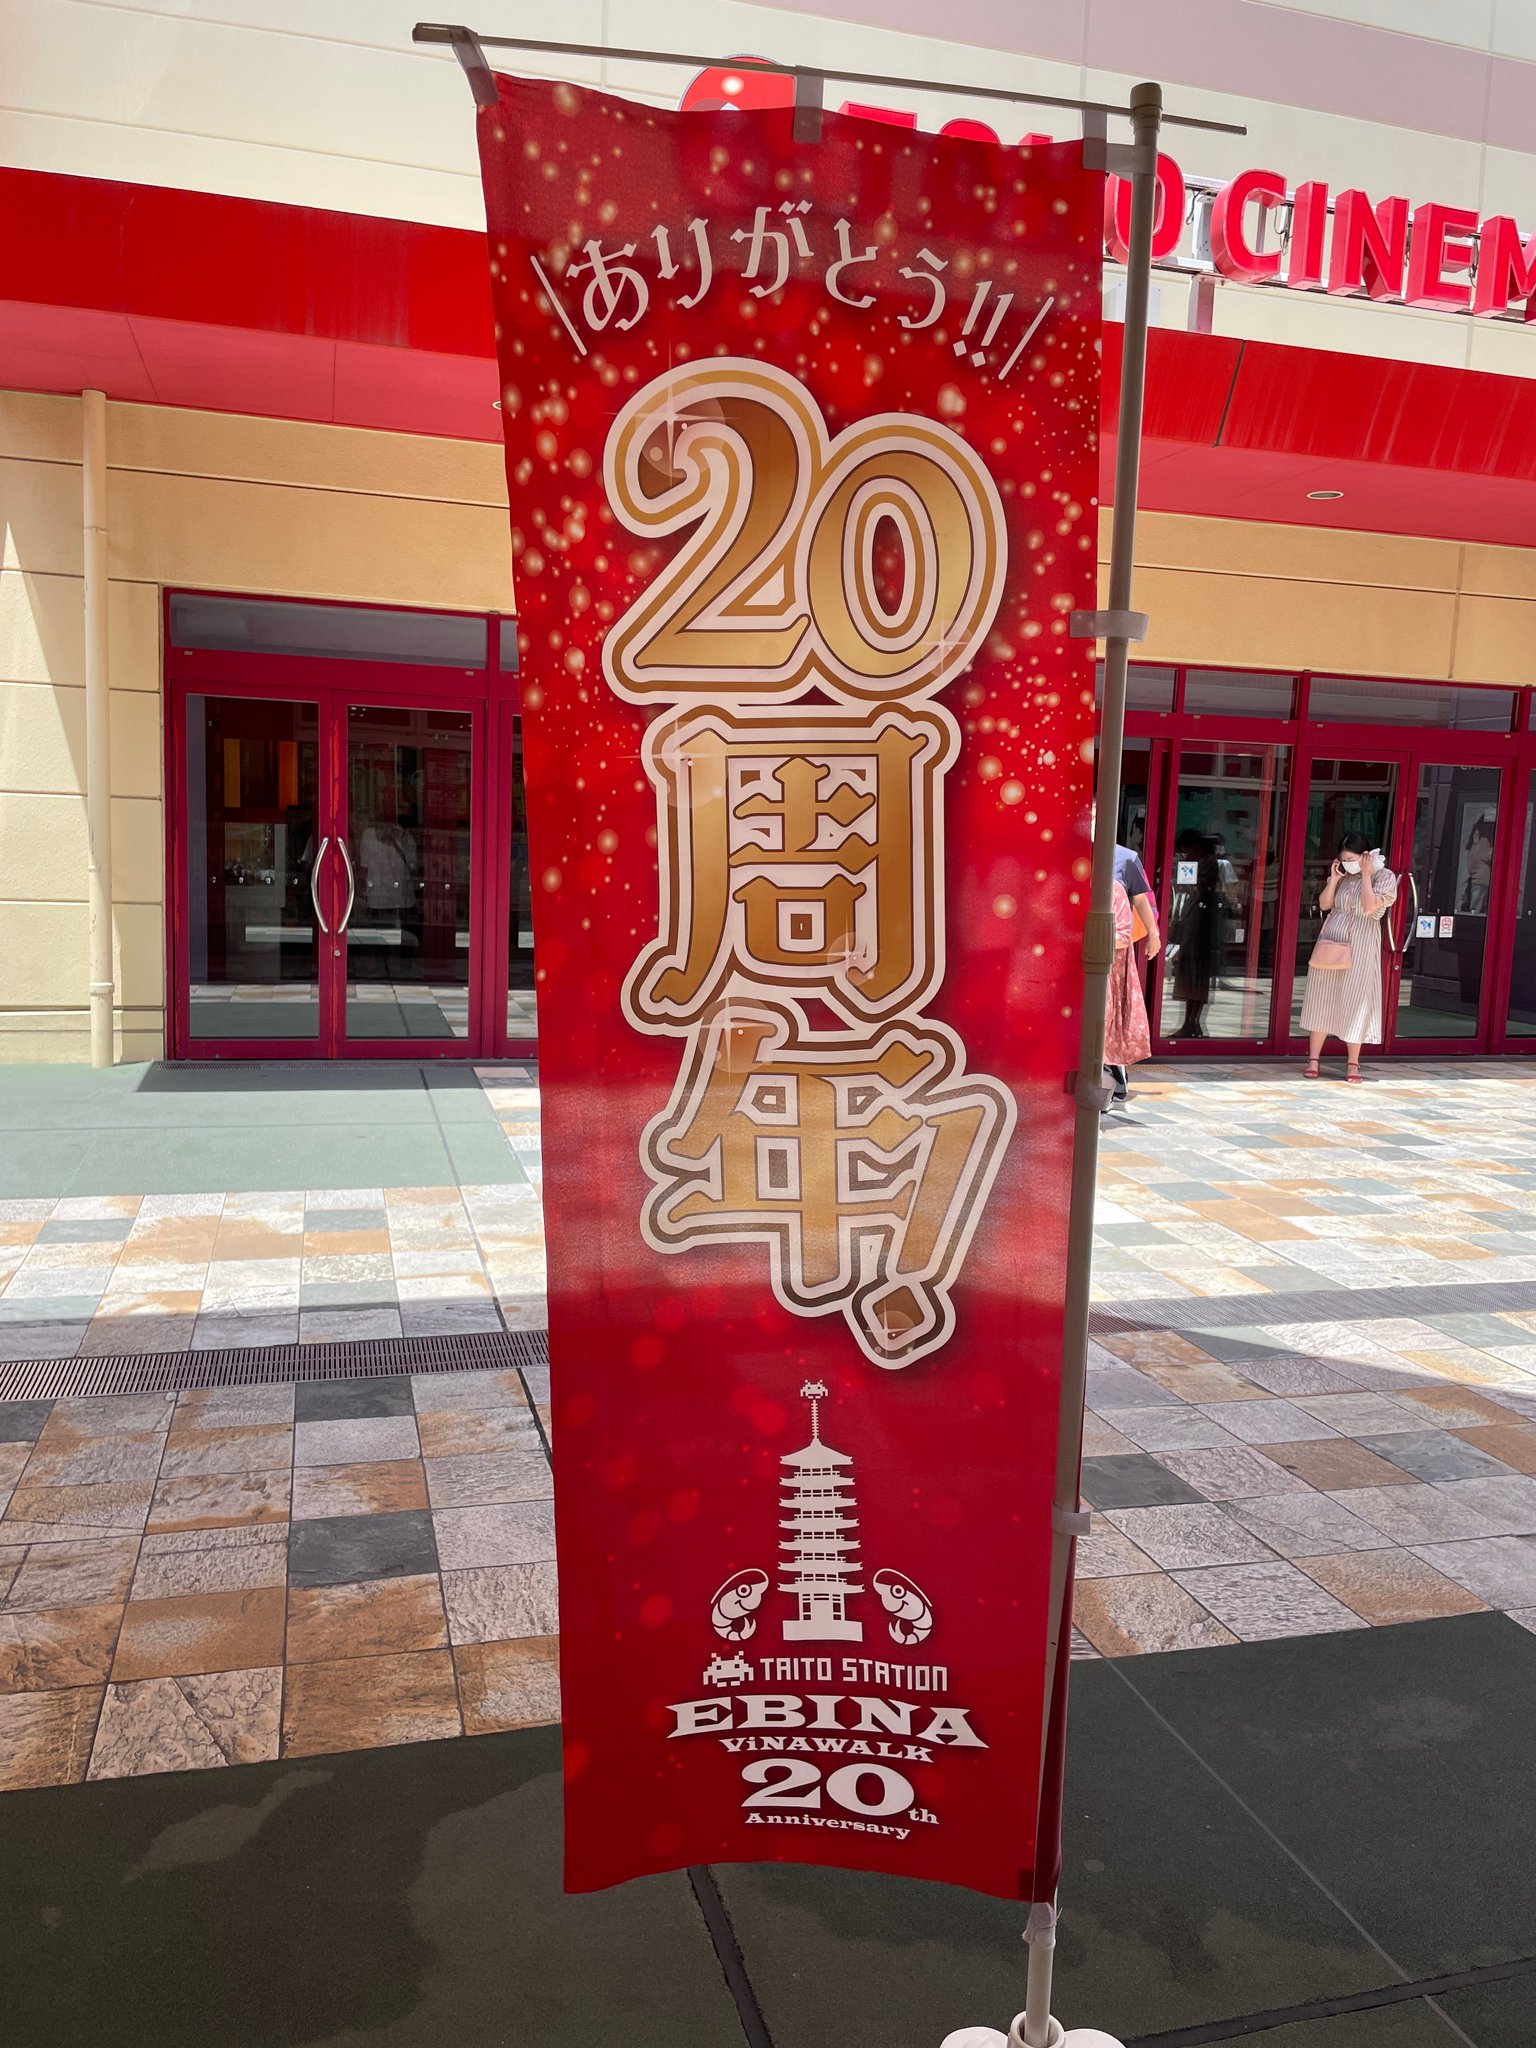 \ありがとう!!/
20
周
年!
TAITO STATION
EBINA
ViNAWALK
20th
Anniversary
CINEM